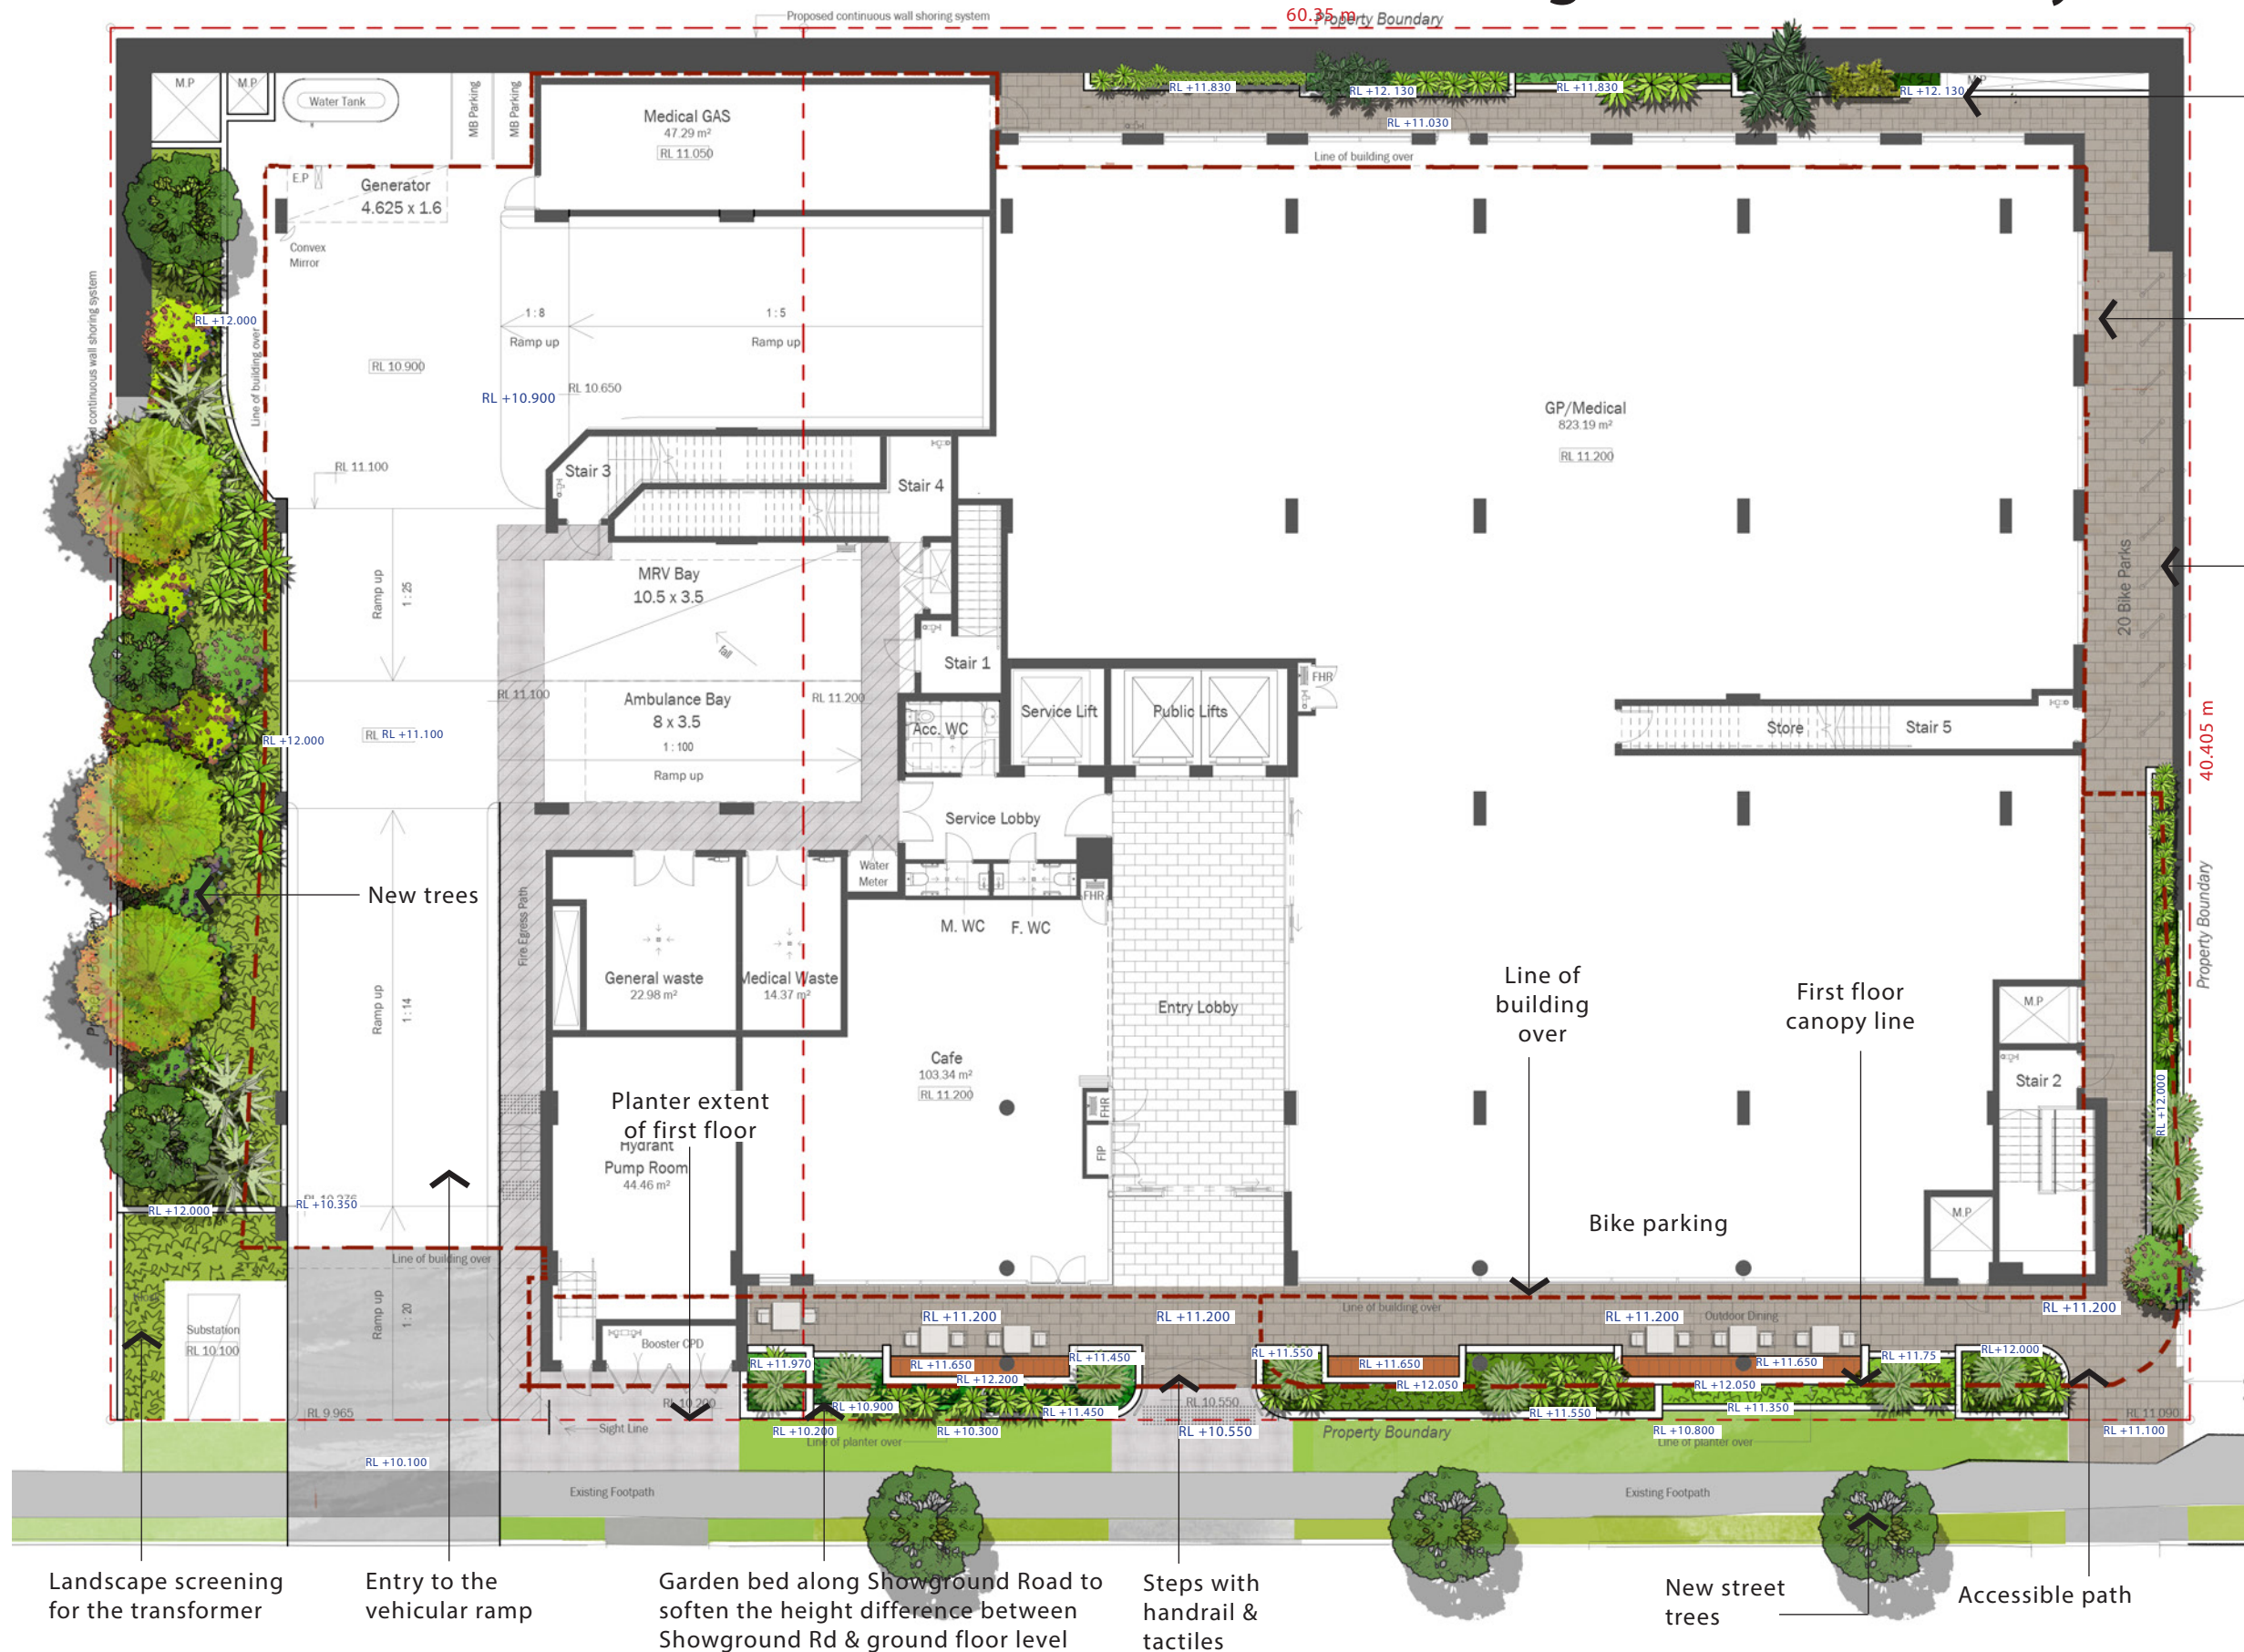 Proposed continuous wall shoring system
60.35 m
Property Boundary
M.P
M.P
Water Tank
MB Parking
MB Parking
Medical GAS
47.29 m²
RL 11.050
RL +11.830
RL +12. 130
RL +11.830
RL +12. 130
M.P
RL +11.030
Line of building over
E.P
Generator
4.625 x 1.6
Convex
Mirror
RL +12.000
Line of building over
continuous wall shoring system
1 : 8
Ramp up
1 : 5
Ramp up
RL 10.900
RL 10.650
RL +10.900
GP/Medical
823.19 m²
RL 11.200
RL 11.100
Stair 3
Stair 4
20 Bike Parks
Ramp up
1 : 25
MRV Bay
10.5 x 3.5
fall
Stair 1
RL 11.100
Ambulance Bay
8 x 3.5
1 : 100
Ramp up
RL 11.200
Acc. WC
Service Lift
Public Lifts
FHR
Store
Stair 5
40.405 m
Property Boundary
RL +12.000
RL
RL +11.100
Service Lobby
Water
Meter
FHR
M. WC
F. WC
New trees
Property Boundary
Fire Egress Path
General waste
22.98 m²
Medical Waste
14.37 m²
Ramp up
1 : 14
Entry Lobby
Line of
building
over
First floor
canopy line
M.P
Stair 2
Cafe
103.34 m²
RL 11.200
FHR
FIP
RL +12.000
Planter extent
of first floor
Hydrant
Pump Room
44.46 m²
RL +12.000
RL +10.350
M.P
Bike parking
Line of building over
Ramp up
1 : 20
Substation
RL 10 100
RL 9.965
Booster CPD
RL 10.200
Sight Line
RL +11.200
RL +11.200
Line of building over
RL +11.200
Outdoor Dining
RL +11.200
RL +11.970
RL +11.650
RL +11.450
RL +12.200
RL +10.900
RL +11.450
RL +10.200
RL +10.300
Line of planter over
RL +11.550
RL +11.650
RL +12.050
RL +11.550
RL 10.550
RL +10.550
Property Boundary
RL +11.650
RL +11.75
RL +12.000
RL +12.050
RL +11.350
RL +10.800
Line of planter over
RL 11.090
RL +11.100
RL +10.100
Existing Footpath
Existing Footpath
Landscape screening
for the transformer
Entry to the
vehicular ramp
Garden bed along Showground Road to
soften the height difference between
Showground Rd & ground floor level
Steps with
handrail &
tactiles
New street
trees
Accessible path